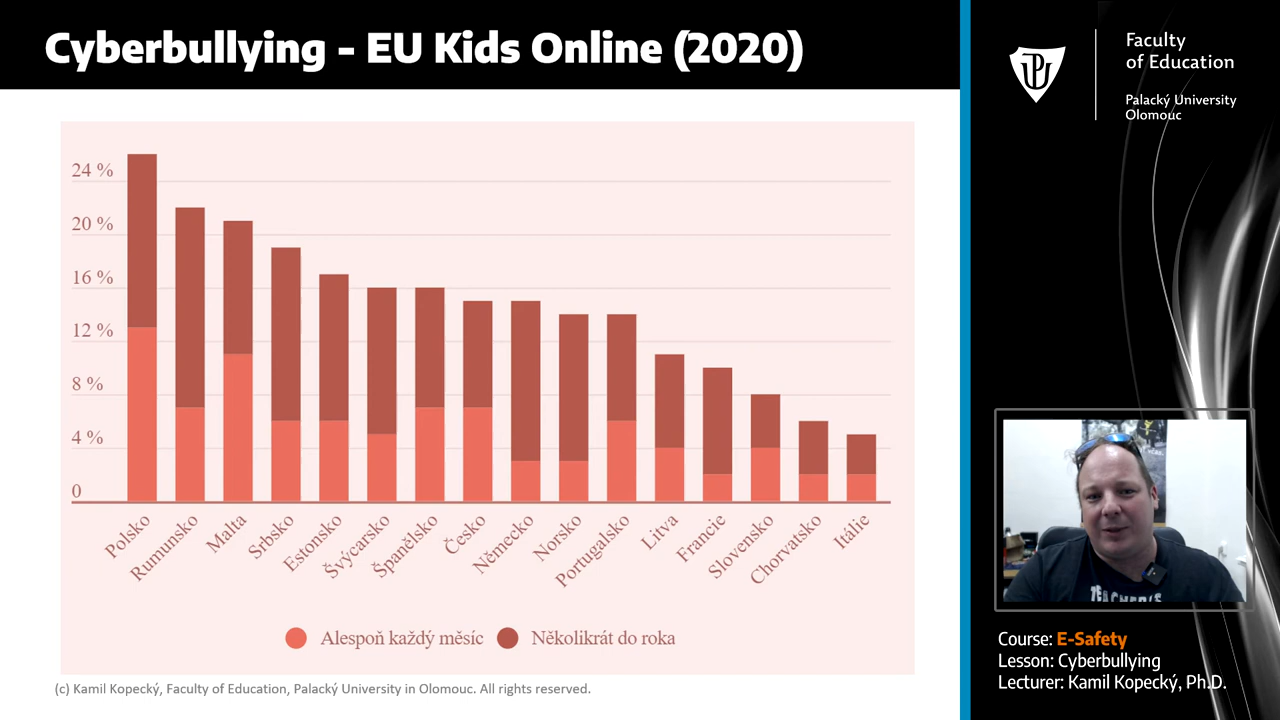 Cyberbullying - EU Kids Online (2020)
24 %
20 %
16 %
12 %
8 %
4 %
0
Polsko
Rumunsko
Malta
Srbsko
Estonsko
Švýcarsko
Španělsko
Česko
Německo
Norsko
Portugalsko
Litva
Francie
Slovensko
Chorvatsko
Itálie
Alespoň každý měsíc
Několikrát do roka
(c) Kamil Kopecký, Faculty of Education, Palacký University in Olomouc. All rights reserved.
Faculty
of Education
Palacký University
Olomouc
Course: E-Safety
Lesson: Cyberbullying
Lecturer: Kamil Kopecký, Ph.D.